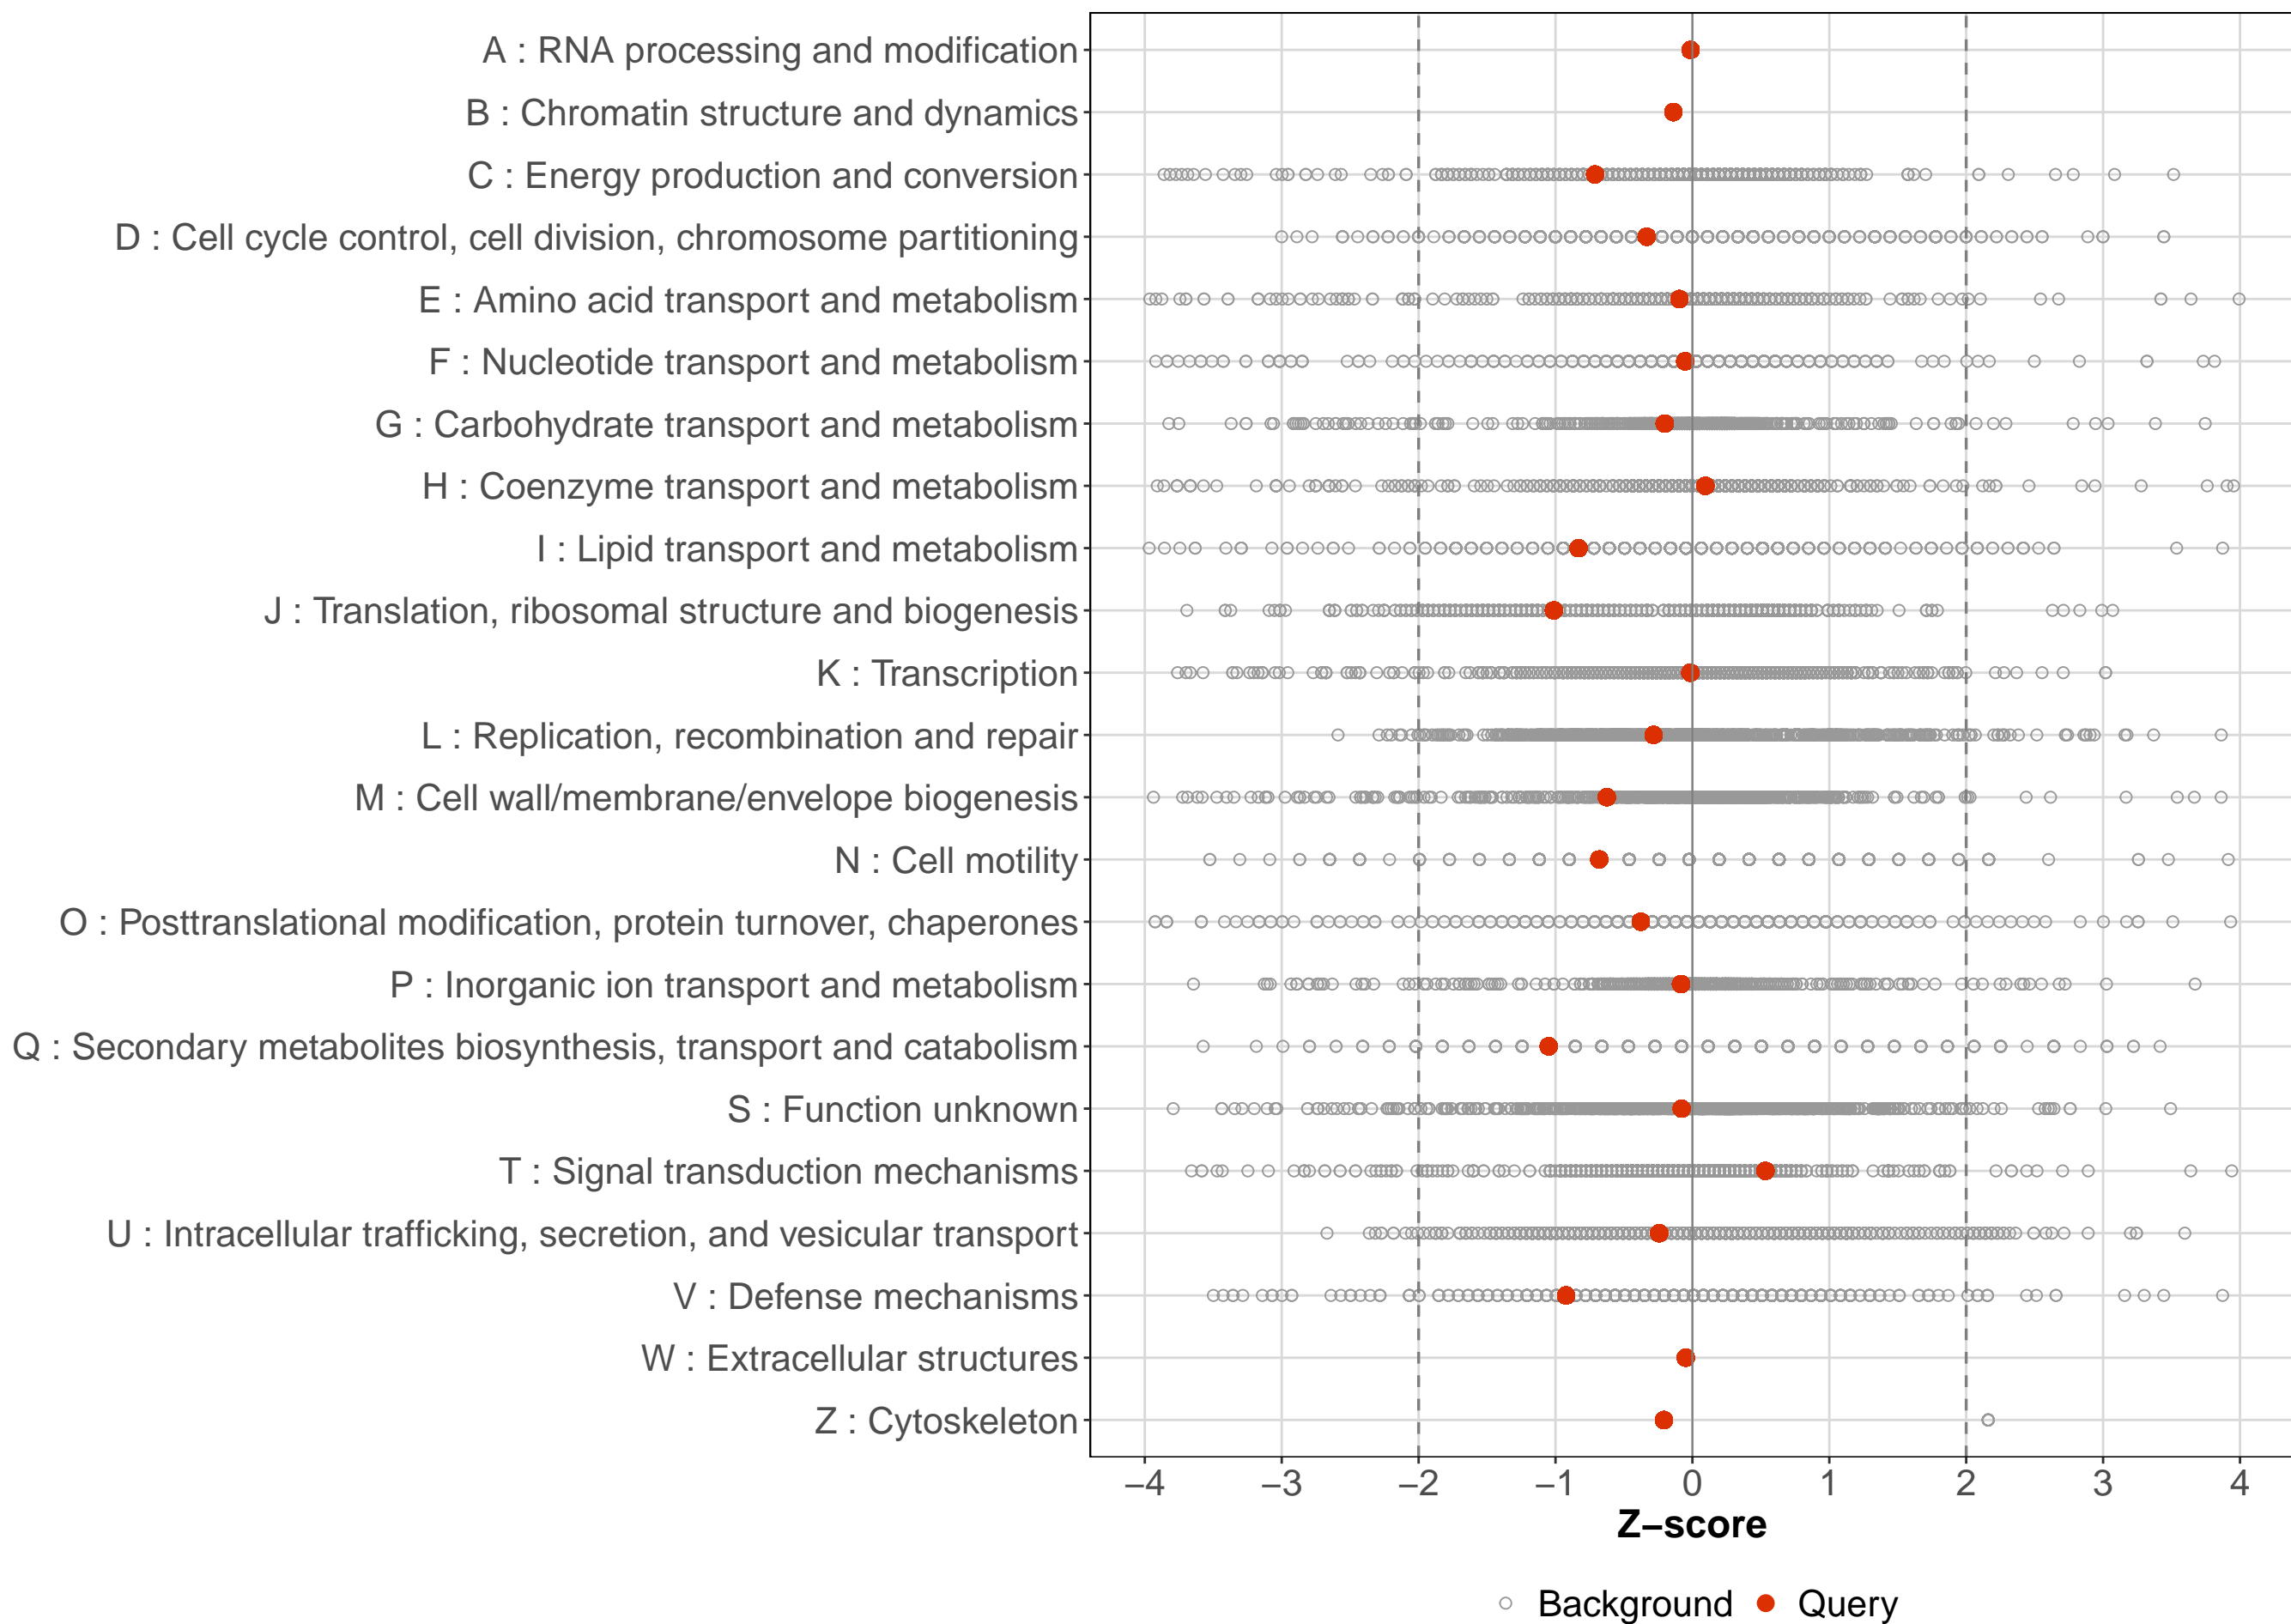 A : RNA processing and modification
B : Chromatin structure and dynamics
C : Energy production and conversion
D : Cell cycle control, cell division, chromosome partitioning
E : Amino acid transport and metabolism
F : Nucleotide transport and metabolism
G : Carbohydrate transport and metabolism
H : Coenzyme transport and metabolism
I : Lipid transport and metabolism
J : Translation, ribosomal structure and biogenesis
K : Transcription
L : Replication, recombination and repair
M : Cell wall/membrane/envelope biogenesis
N : Cell motility
O : Posttranslational modification, protein turnover, chaperones
P : Inorganic ion transport and metabolism
Q : Secondary metabolites biosynthesis, transport and catabolism
S : Function unknown
T : Signal transduction mechanisms
U : Intracellular trafficking, secretion, and vesicular transport
V : Defense mechanisms
W : Extracellular structures
Z : Cytoskeleton
−4 −3 −2 −1 0 1 2 3 4
Z−score
Background Query